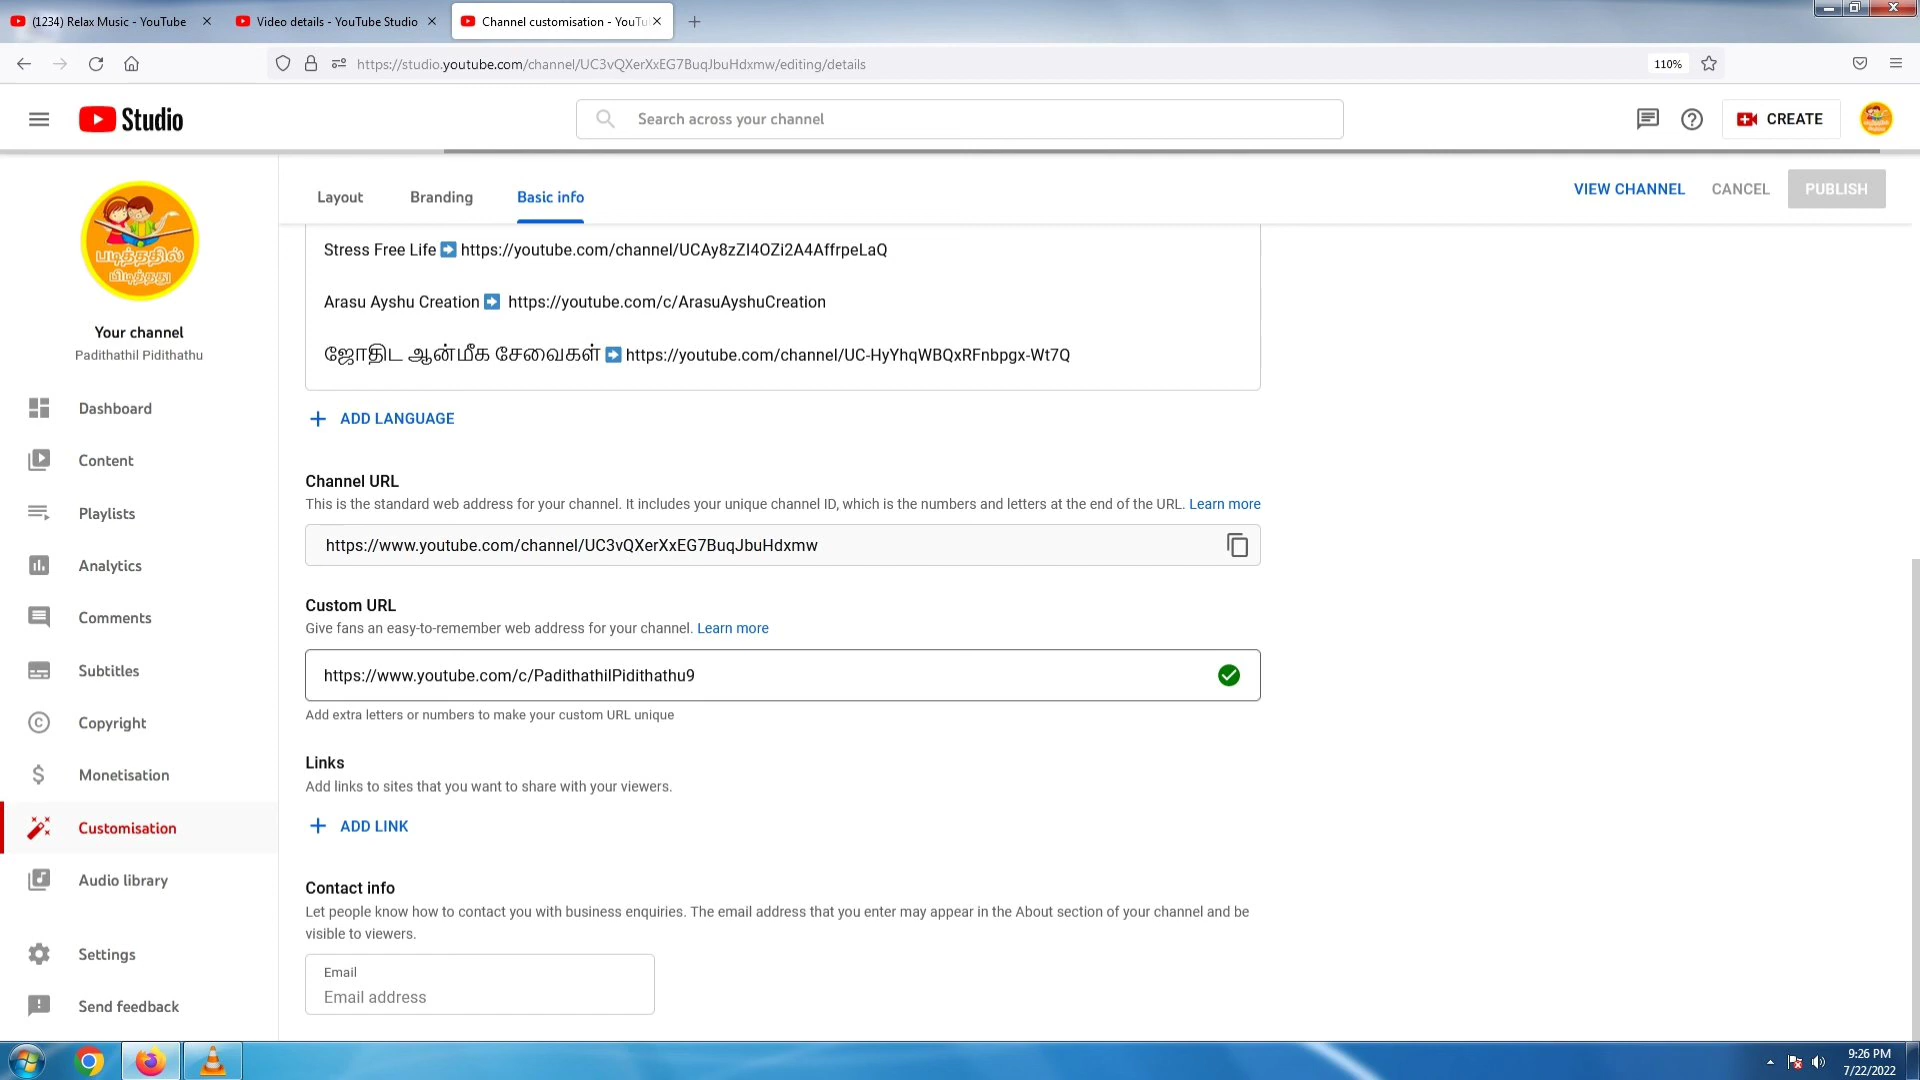 (1234) Relax Music - YouTube
Video details - YouTube Studio
Channel customisation - YouTu
https://studio.youtube.com/channel/UC3vQXerXxEG7BuqJbuHdxmw/editing/details
110%
Studio
Search across your channel
CREATE
Layout
Branding
Basic info
VIEW CHANNEL
CANCEL
PUBLISH
படித்ததில்
பிடித்தது
Your channel
Padithathil Pidithathu
Dashboard
Content
Playlists
Analytics
Comments
Subtitles
Copyright
Monetisation
Customisation
Audio library
Settings
Send feedback
Stress Free Life ➡ https://youtube.com/channel/UCAy8zZI4OZi2A4AffrpeLaQ
Arasu Ayshu Creation ➡ https://youtube.com/c/ArasuAyshuCreation
ஜோதிட ஆன்மீக சேவைகள் ➡ https://youtube.com/channel/UC-HyYhqWBQxRFnbpgx-Wt7Q
ADD LANGUAGE
Channel URL
This is the standard web address for your channel. It includes your unique channel ID, which is the numbers and letters at the end of the URL. Learn more
https://www.youtube.com/channel/UC3vQXerXxEG7BuqJbuHdxmw
Custom URL
Give fans an easy-to-remember web address for your channel. Learn more
https://www.youtube.com/c/PadithathilPidithathu9
Add extra letters or numbers to make your custom URL unique
Links
Add links to sites that you want to share with your viewers.
ADD LINK
Contact info
Let people know how to contact you with business enquiries. The email address that you enter may appear in the About section of your channel and be
visible to viewers.
Email
Email address
9:26 PM
7/22/2022